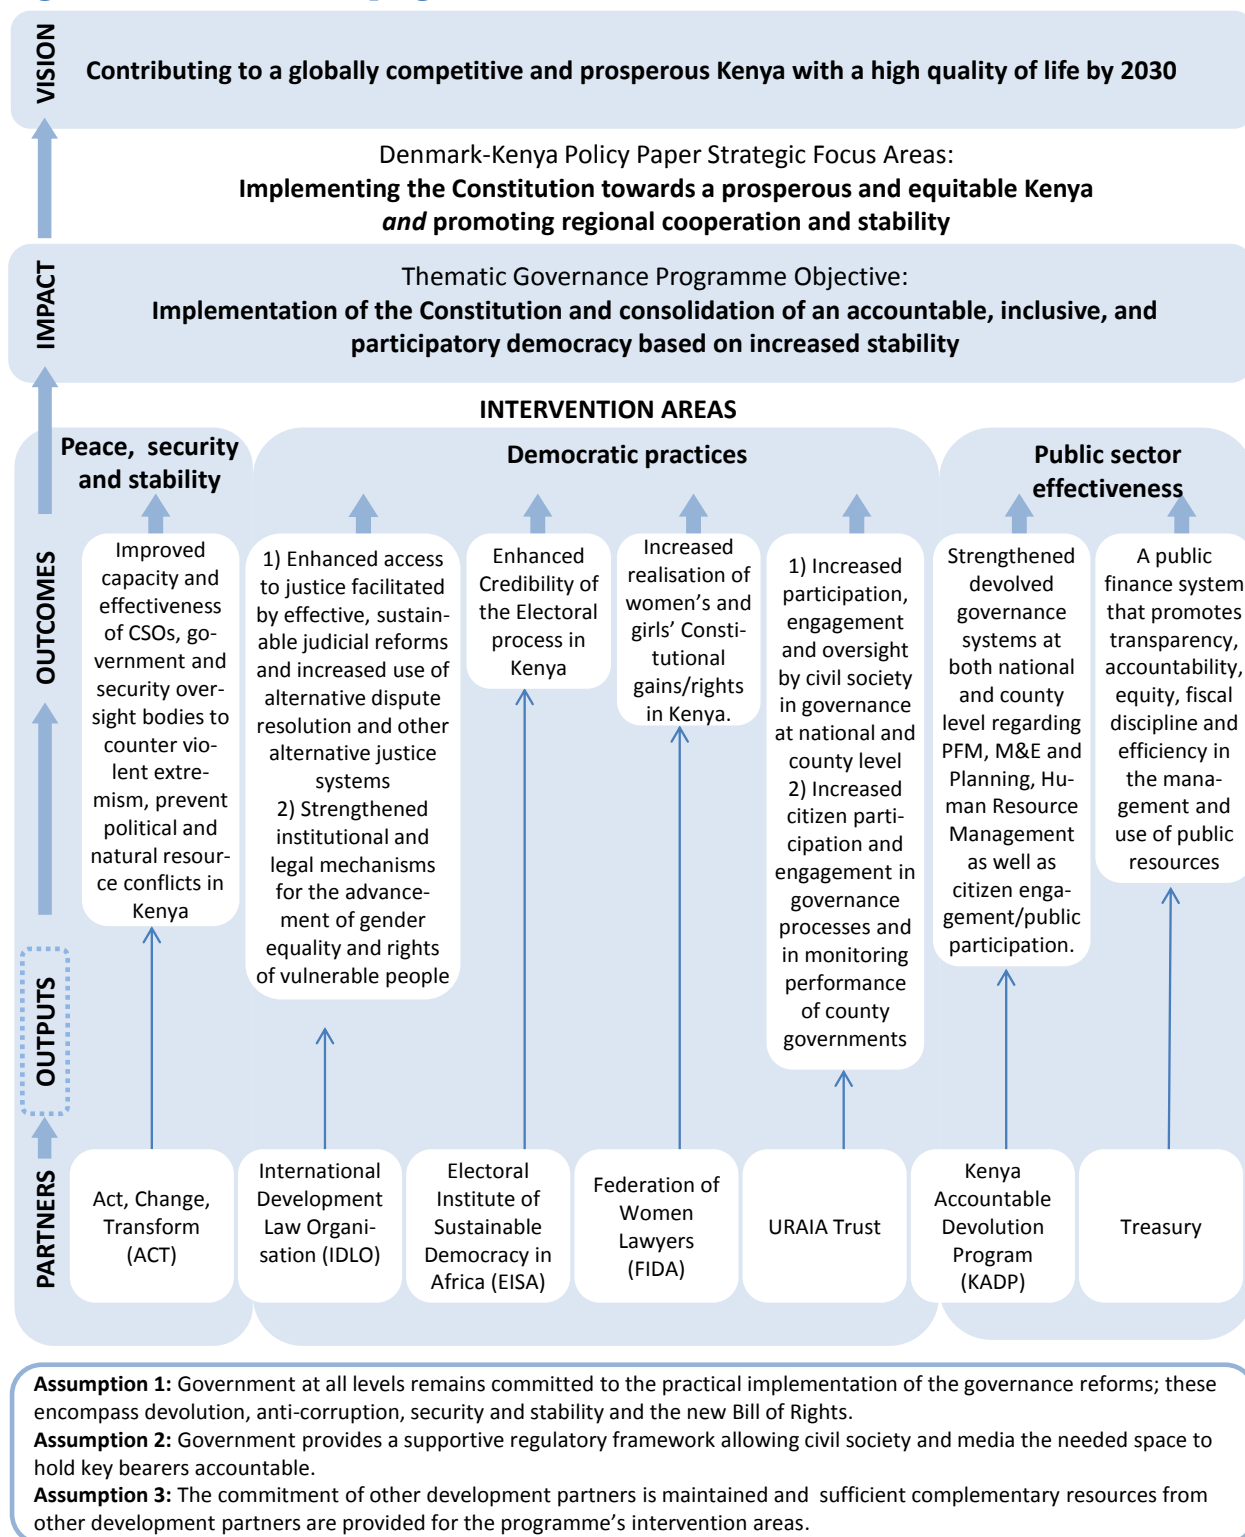 VISION
Contributing to a globally competitive and prosperous Kenya with a high quality of life by 2030
Denmark-Kenya Policy Paper Strategic Focus Areas:
Implementing the Constitution towards a prosperous and equitable Kenya
and promoting regional cooperation and stability
IMPACT
Thematic Governance Programme Objective:
Implementation of the Constitution and consolidation of an accountable, inclusive, and
participatory democracy based on increased stability
INTERVENTION AREAS
Peace, security
and stability
Democratic practices
Public sector
effectiveness
OUTCOMES
Improved
capacity and
effectiveness
of CSOs, go-
vernment and
security over-
sight bodies to
counter vio-
lent extre-
mism, prevent
political and
natural resour-
ce conflicts in
Kenya
1) Enhanced access
to justice facilitated
by effective, sustain-
able judicial reforms
and increased use of
alternative dispute
resolution and other
alternative justice
systems
2) Strengthened
institutional and
legal mechanisms
for the advance-
ment of gender
equality and rights
of vulnerable people
Enhanced
Credibility of
the Electoral
process in
Kenya
Increased
realisation of
women's and
girls' Consti-
tutional
gains/rights
in Kenya.
1) Increased
participation,
engagement
and oversight
by civil society
in governance
at national and
county level
2) Increased
citizen parti-
cipation and
engagement in
governance
processes and
in monitoring
performance
of county
governments
Strengthened
devolved
governance
systems at
both national
and county
level regarding
PFM, M&E and
Planning, Hu-
man Resource
Management
as well as
citizen enga-
gement/public
participation.
A public
finance system
that promotes
transparency,
accountability,
equity, fiscal
discipline and
efficiency in
the mana-
gement and
use of public
resources
OUTPUTS
PARTNERS
Act, Change,
Transform
(ACT)
International
Development
Law Organi-
sation (IDLO)
Electoral
Institute of
Sustainable
Democracy in
Africa (EISA)
Federation of
Women
Lawyers
(FIDA)
URAIA Trust
Kenya
Accountable
Devolution
Program
(KADP)
Treasury
Assumption 1: Government at all levels remains committed to the practical implementation of the governance reforms; these
encompass devolution, anti-corruption, security and stability and the new Bill of Rights.
Assumption 2: Government provides a supportive regulatory framework allowing civil society and media the needed space to
hold key bearers accountable.
Assumption 3: The commitment of other development partners is maintained and  sufficient complementary resources from
other development partners are provided for the programme's intervention areas.